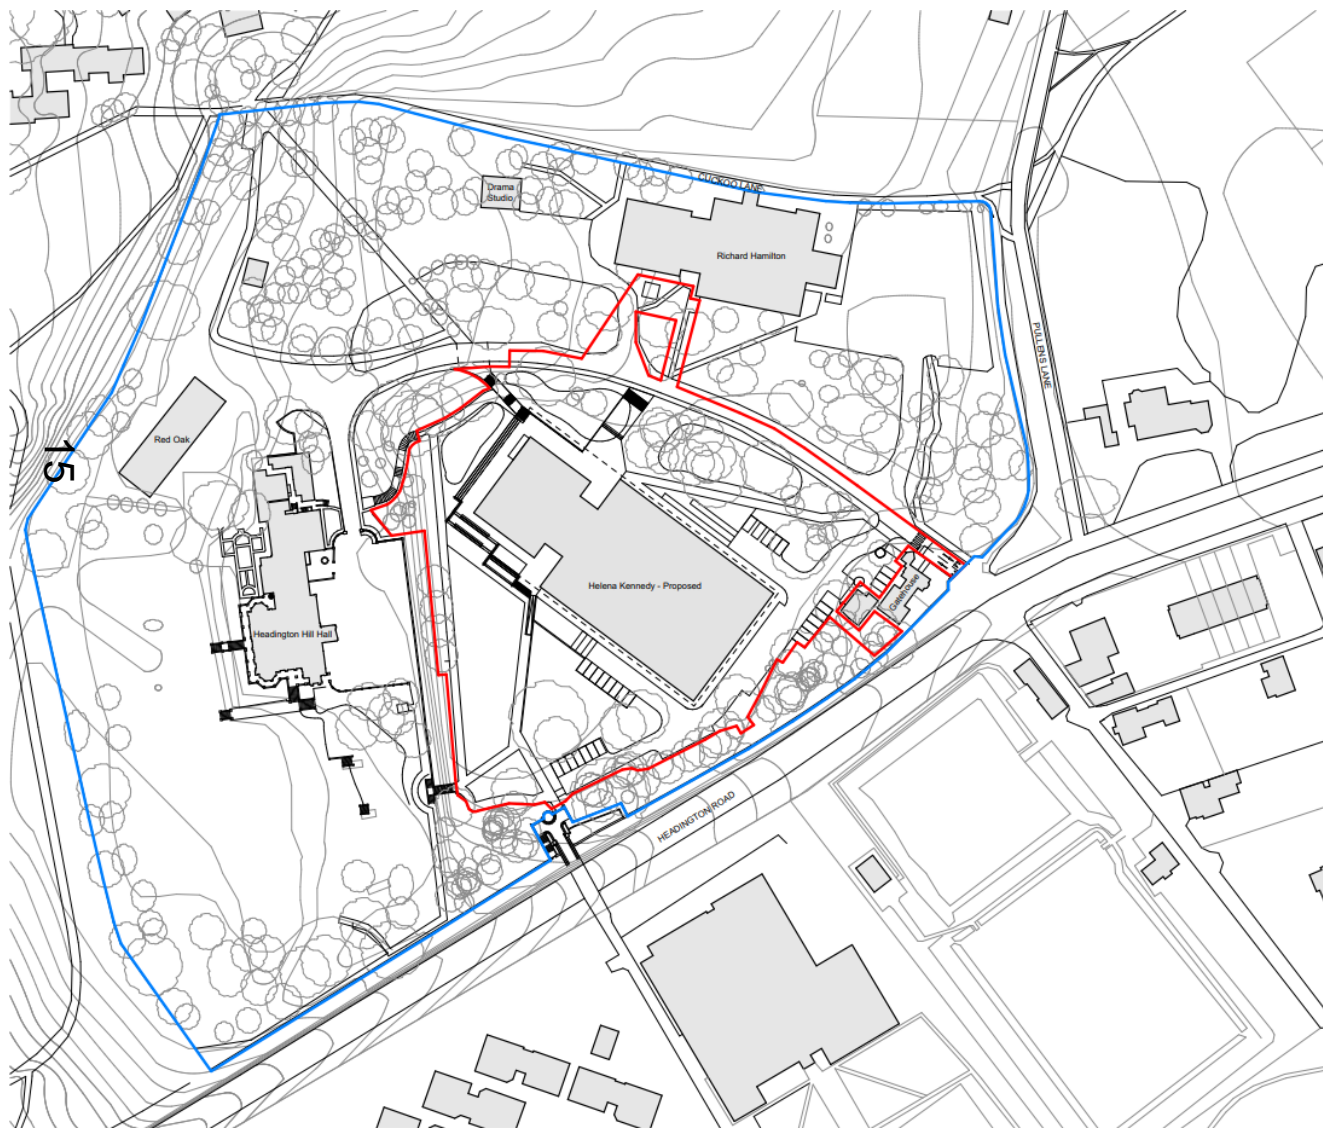 CUCKOO LANE
Drama
Studio
Richard Hamilton
PULLENS LANE
Red Oak
15
Helena Kennedy - Proposed
Gatehouse
Headington Hill Hall
HEADINGTON ROAD